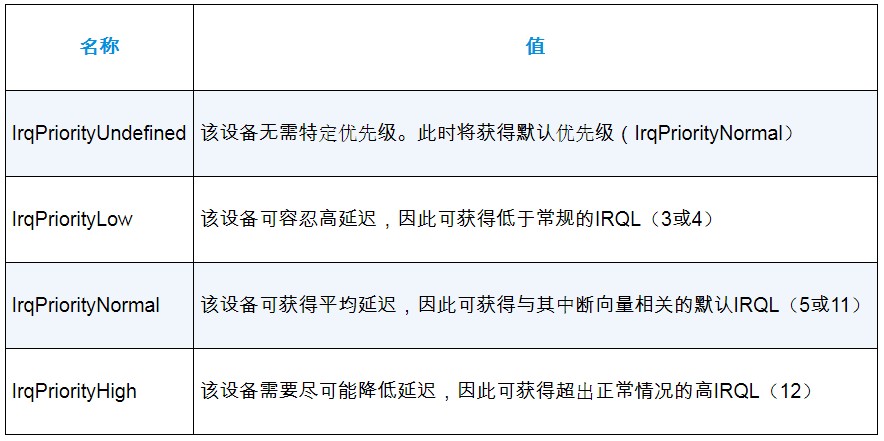 名称 值
IrqPriorityUndefined 该设备无需特定优先级。此时将获得默认优先级（IrqPriorityNormal）
IrqPriorityLow 该设备可容忍高延迟，因此可获得低于常规的IRQL（3或4）
IrqPriorityNormal 该设备可获得平均延迟，因此可获得与其中断向量相关的默认IRQL（5或11）
IrqPriorityHigh 该设备需要尽可能降低延迟，因此可获得超出正常情况的高IRQL（12）